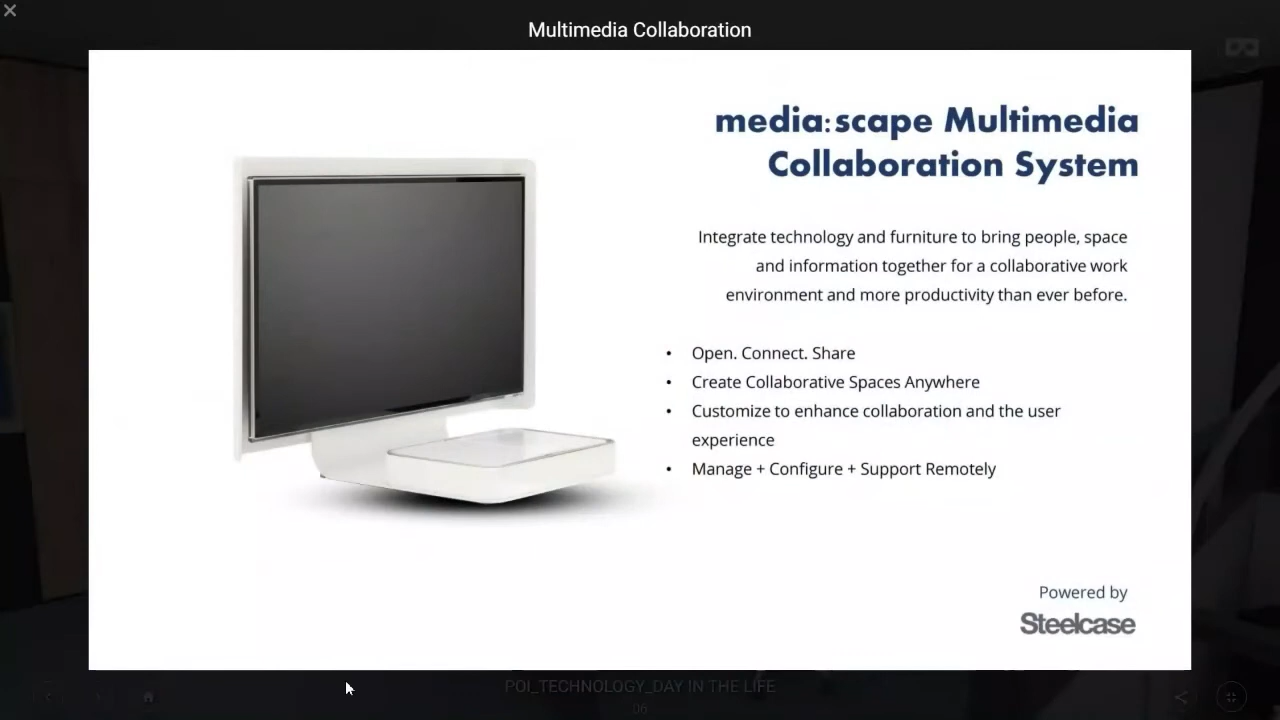 Multimedia Collaboration
media:scape Multimedia
Collaboration System
Integrate technology and furniture to bring people, space
and information together for a collaborative work
environment and more productivity than ever before.
• Open. Connect. Share
• Create Collaborative Spaces Anywhere
• Customize to enhance collaboration and the user
experience
• Manage + Configure + Support Remotely
Powered by
Steelcase
POI_TECHNOLOGY_DAY IN THE LIFE
06